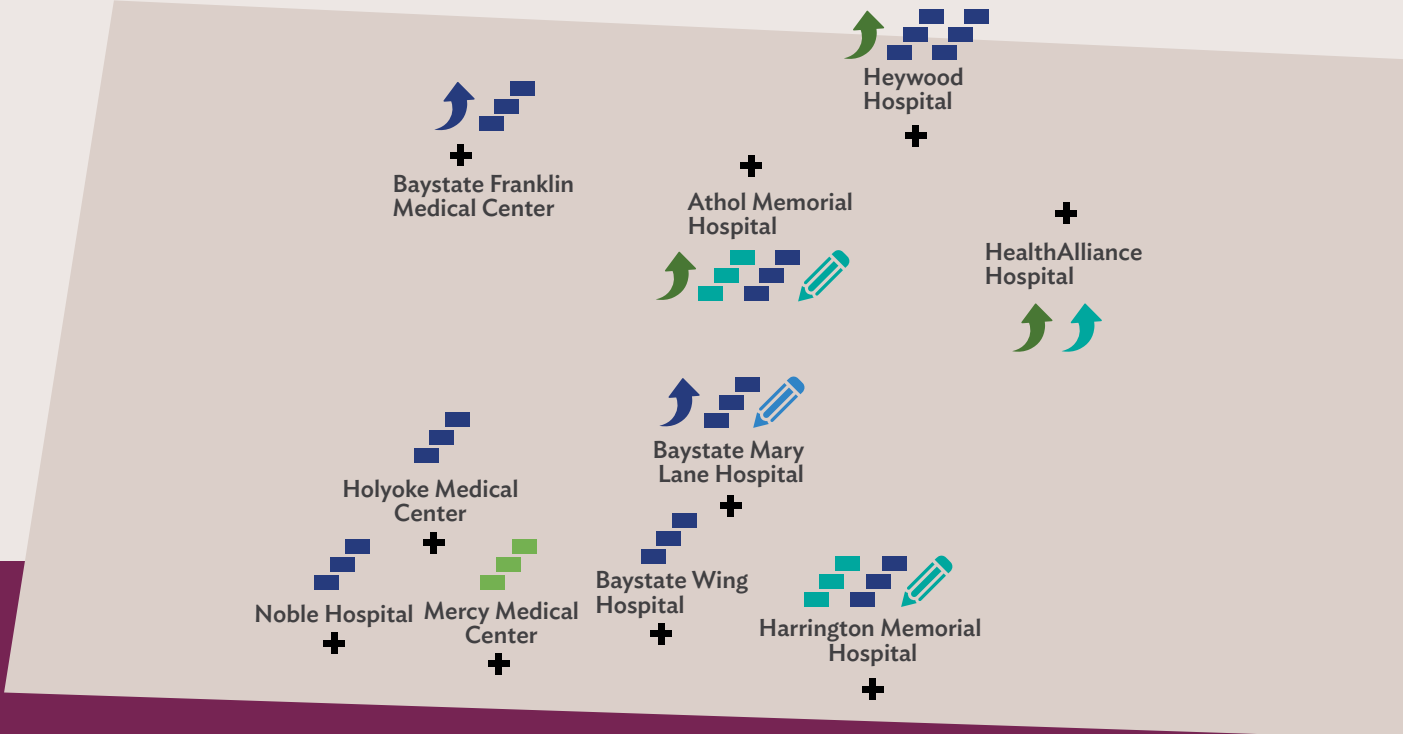 Heywood
Hospital
Baystate Franklin
Medical Center
Athol Memorial
Hospital
HealthAlliance
Hospital
Baystate Mary
Lane Hospital
Holyoke Medical
Center
Baystate Wing
Hospital
Noble Hospital
Mercy Medical
Center
Harrington Memorial
Hospital